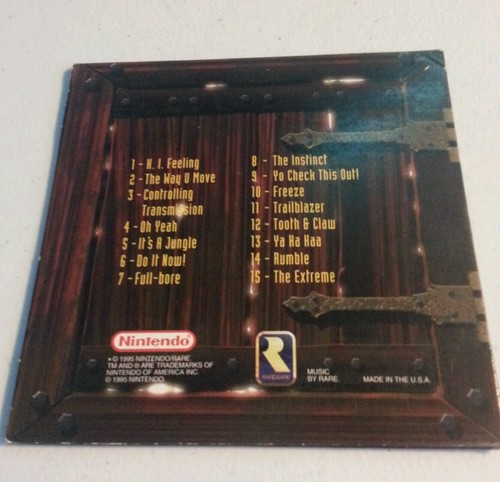 1 - K. I. Feeling
2 - The Way U Move
3 - Controlling
Transmission
4 - Oh Yeah
5 - It's A Jungle
6 - Do It Now!
7 - Full-bore
8 - The Instinct
9 - Yo Check This Out!
10 - Freeze
11 - Trailblazer
12 - Tooth & Claw
13 - Ya Ha Haa
14 - Rumble
15 - The Extreme
Nintendo
© 1995 NINTENDO/RARE.
TM AND ® ARE TRADEMARKS OF
NINTENDO OF AMERICA INC.
© 1995 NINTENDO.
R
RAREWARE
MUSIC
BY RARE.
MADE IN THE U.S.A.